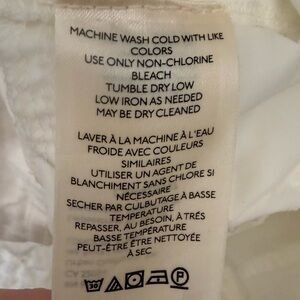 MACHINE WASH COLD WITH LIKE
COLORS
USE ONLY NON-CHLORINE
BLEACH
TUMBLE DRY LOW
LOW IRON AS NEEDED
MAY BE DRY CLEANED
LAVER À LA MACHINE À L'EAU
FROIDE AVEC COULEURS
SIMILAIRES
UTILISER UN AGENT DE
BLANCHIMENT SANS CHLORE SI
NÉCESSAIRE
SECHER PAR CULBUTAGE À BASSE
TEMPERATURE
REPASSER, AU BESOIN, À TRÉS
BASSE TEMPÉRATURE
PEUT-ÊTRE ÊTRE NETTOYÉE
À SEC
30 P